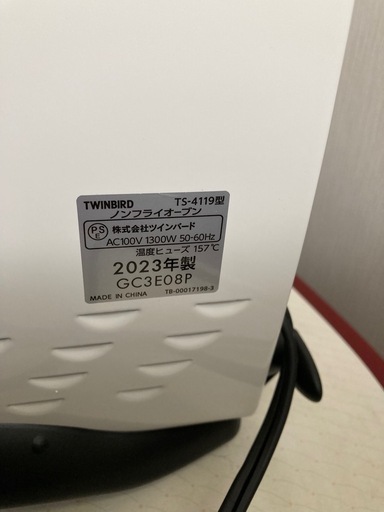 TWINBIRD TS-4119型
ノンフライオーブン
PS 株式会社ツインバード
AC100V 1300W 50-60Hz
温度ヒューズ 157℃
2023年製
GC3E08P
MADE IN CHINA TB-00017198-3